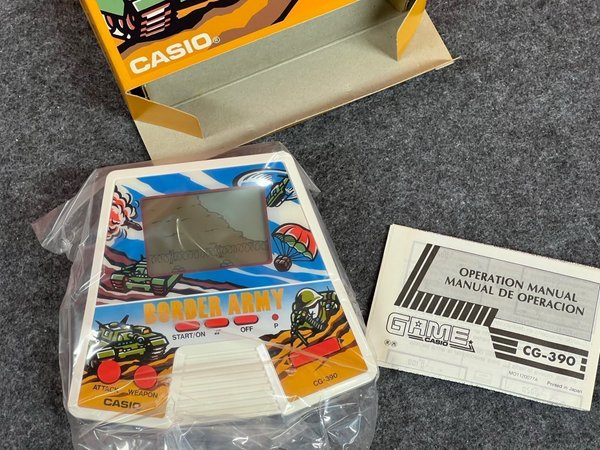 CASIO®
BORDER ARMY
START/ON
OFF
P
ATTACK
WEAPON
CASIO
CG-390
OPERATION MANUAL
MANUAL DE OPERACION
GAME
CASIO
CG-390
Printed in Japan